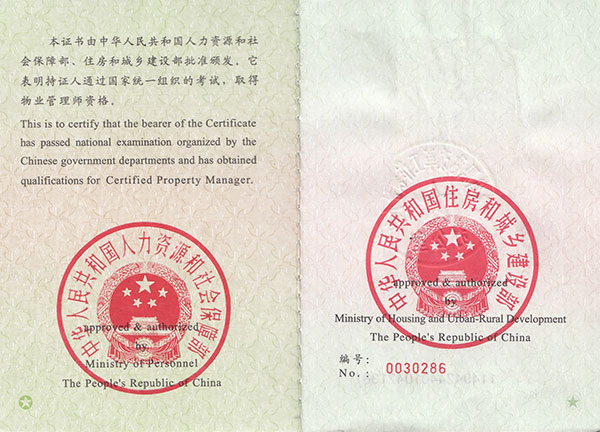 本证书由中华人民共和国人力资源和社
会保障部、住房和城乡建设部批准颁发。它
表明持证人通过国家统一组织的考试，取得
物业管理师资格。
This is to certify that the bearer of the Certificate
has passed national examination organized by the
Chinese government departments and has obtained
qualifications for Certified Property Manager.
中华人民共和国人力资源和社会保障部
approved & authorized
by
Ministry of Personnel
The People's Republic of China
中华人民共和国住房和城乡建设部
approved & authorized
by
Ministry of Housing and Urban-Rural Development
The People's Republic of China
编号：
No.: 0030286